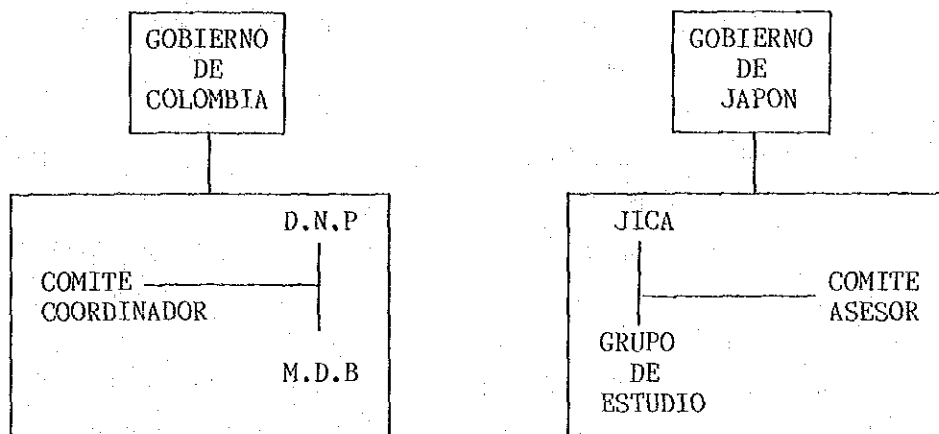 GOBIERNO
DE
COLOMBIA
GOBIERNO
DE
JAPON
D.N.P
COMITE
COORDINADOR
M.D.B
JICA
COMITE
ASESOR
GRUPO
DE
ESTUDIO